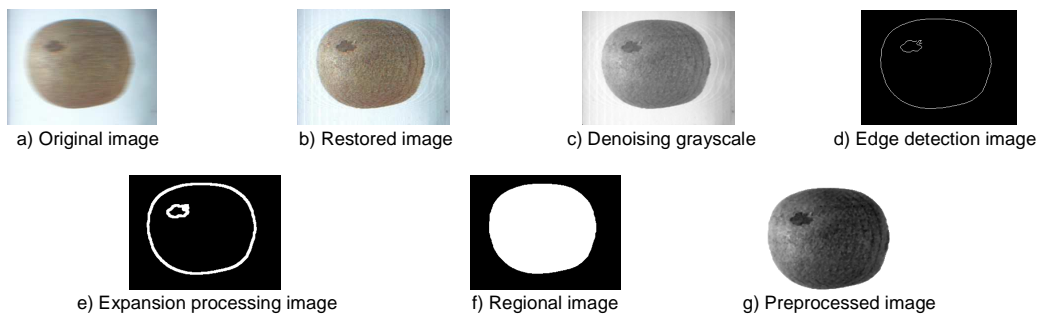 a) Original image
b) Restored image
c) Denoising grayscale
d) Edge detection image
e) Expansion processing image
f) Regional image
g) Preprocessed image